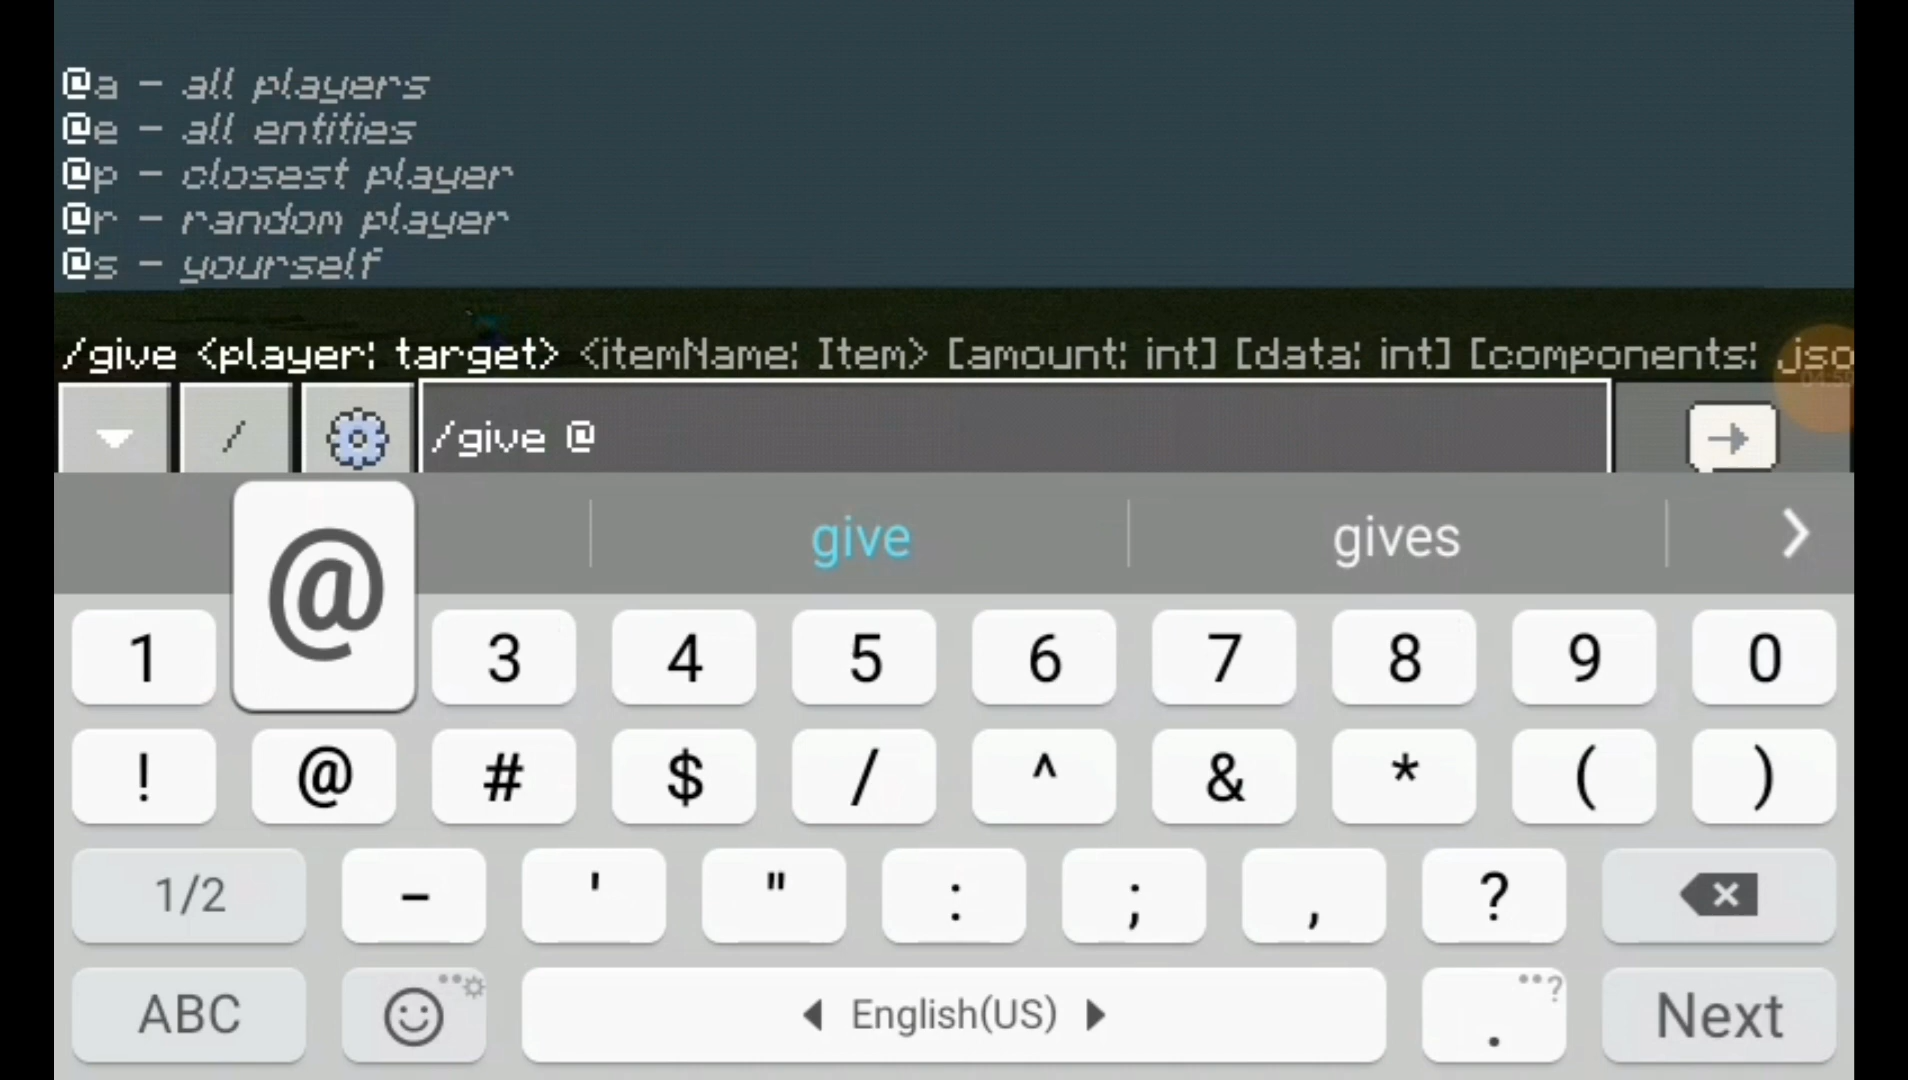 @a - all players
@e - all entities
@p - closest player
@r - random player
@s - yourself
/give <player: target> <itemName: Item> [amount: int] [data: int] [components: jso
/ /give @
give gives
@
1 3 4 5 6 7 8 9 0
! @ # $ / ^ & * ( )
1/2 - ' " : ; , ?
ABC English(US) . Next